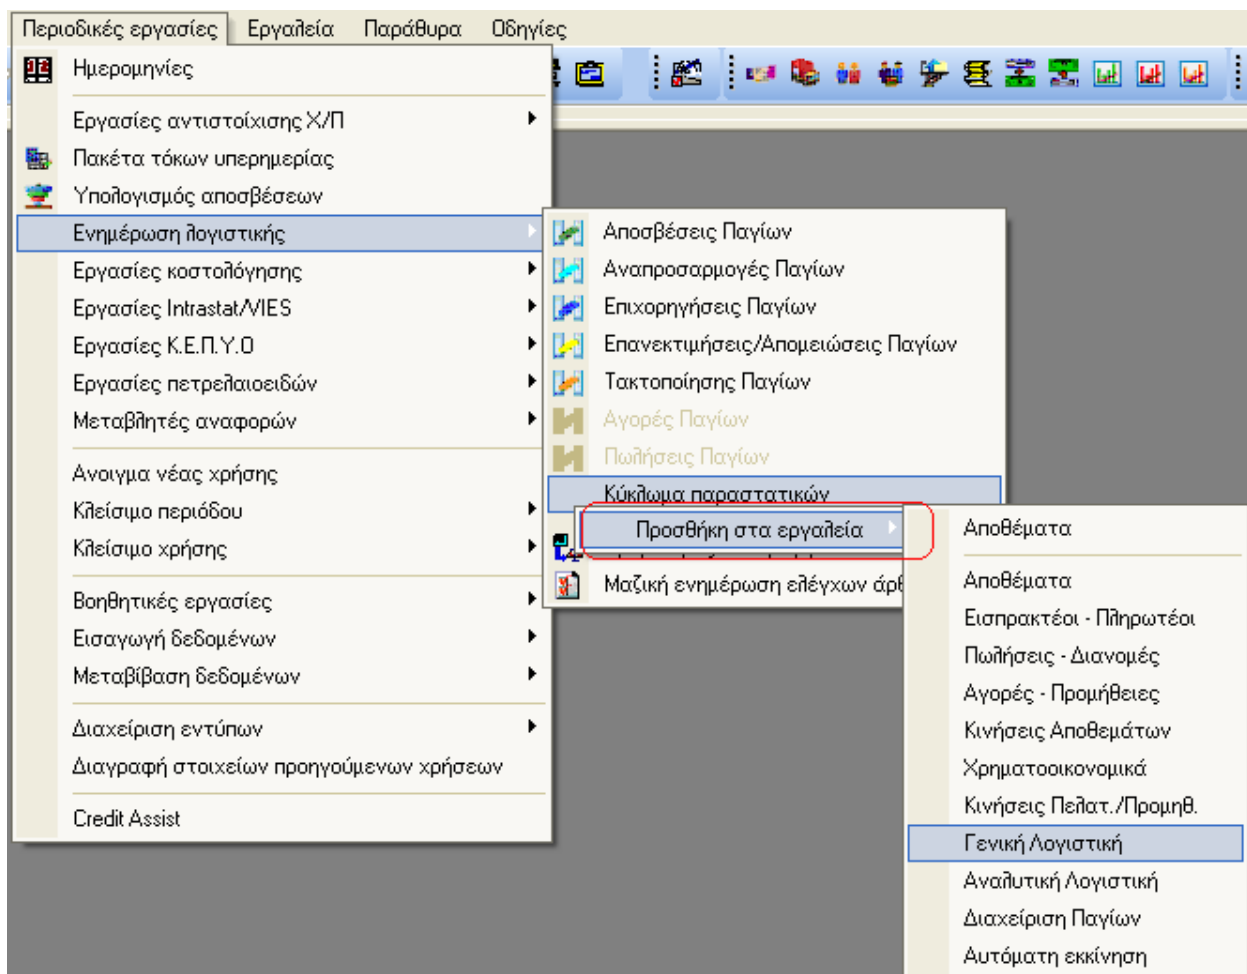 Περιοδικές εργασίες Εργαλεία Παράθυρα Οδηγίες
Ημερομηνίες
Εργασίες αντιστοίχισης Χ/Π
Πακέτα τόκων υπερημερίας
Υπολογισμός αποσβέσεων
Ενημέρωση λογιστικής
Εργασίες κοστολόγησης
Εργασίες Intrastat/VIES
Εργασίες Κ.Ε.Π.Υ.Ο
Εργασίες πετρελαιοειδών
Μεταβλητές αναφορών
Ανοιγμα νέας χρήσης
Κλείσιμο περιόδου
Κλείσιμο χρήσης
Βοηθητικές εργασίες
Εισαγωγή δεδομένων
Μεταβίβαση δεδομένων
Διαχείριση εντύπων
Διαγραφή στοιχείων προηγούμενων χρήσεων
Credit Assist
Αποσβέσεις Παγίων
Αναπροσαρμογές Παγίων
Επιχορηγήσεις Παγίων
Επανεκτιμήσεις/Απομειώσεις Παγίων
Τακτοποίησης Παγίων
Αγορές Παγίων
Πωλήσεις Παγίων
Κύκλωμα παραστατικών
Προσθήκη στα εργαλεία
Μαζική ενημέρωση ελέγχων άρθ
Αποθέματα
Αποθέματα
Εισπρακτέοι - Πληρωτέοι
Πωλήσεις - Διανομές
Αγορές - Προμήθειες
Κινήσεις Αποθεμάτων
Χρηματοοικονομικά
Κινήσεις Πελατ./Προμηθ.
Γενική Λογιστική
Αναλυτική Λογιστική
Διαχείριση Παγίων
Αυτόματη εκκίνηση